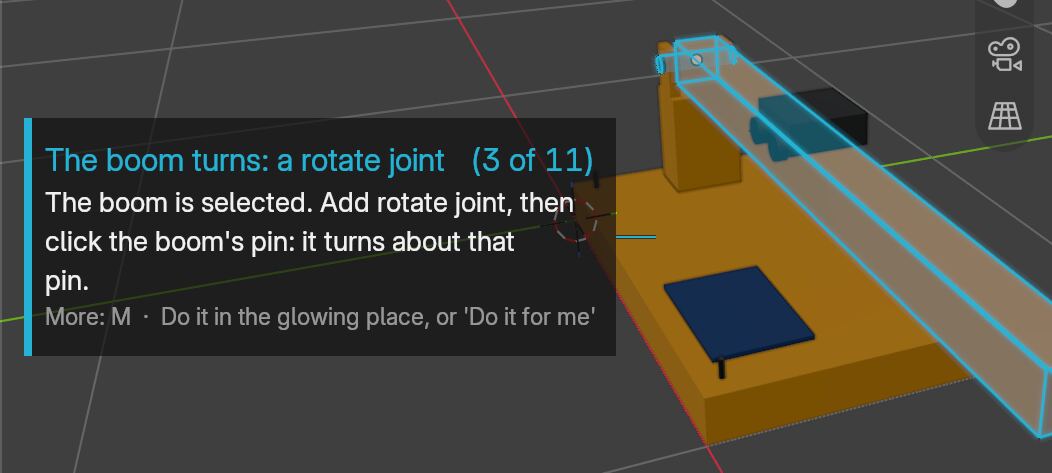 The boom turns: a rotate joint (3 of 11)
The boom is selected. Add rotate joint, then
click the boom's pin: it turns about that
pin.
More: M · Do it in the glowing place, or 'Do it for me'